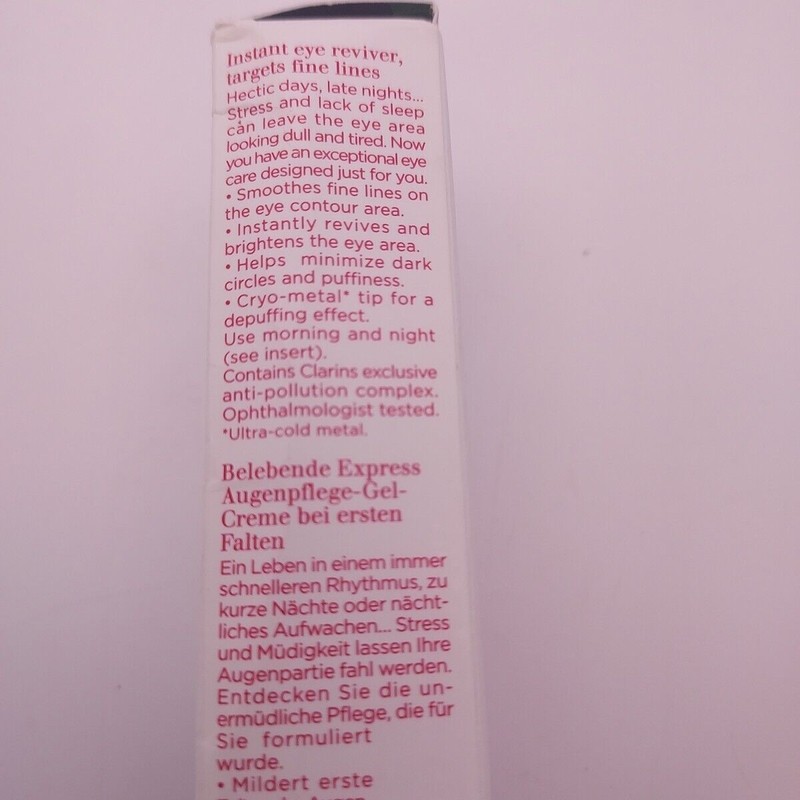 Instant eye reviver,
targets fine lines
Hectic days, late nights...
Stress and lack of sleep
can leave the eye area
looking dull and tired. Now
you have an exceptional eye
care designed just for you.
• Smoothes fine lines on
the eye contour area.
• Instantly revives and
brightens the eye area.
• Helps minimize dark
circles and puffiness.
• Cryo-metal* tip for a
depuffing effect.
Use morning and night
(see insert).
Contains Clarins exclusive
anti-pollution complex.
Ophthalmologist tested.
*Ultra-cold metal.
Belebende Express
Augenpflege-Gel-
Creme bei ersten
Falten
Ein Leben in einem immer
schnelleren Rhythmus, zu
kurze Nächte oder nächt-
liches Aufwachen... Stress
und Müdigkeit lassen Ihre
Augenpartie fahl werden.
Entdecken Sie die un-
ermüdliche Pflege, die für
Sie formuliert
wurde.
• Mildert erste